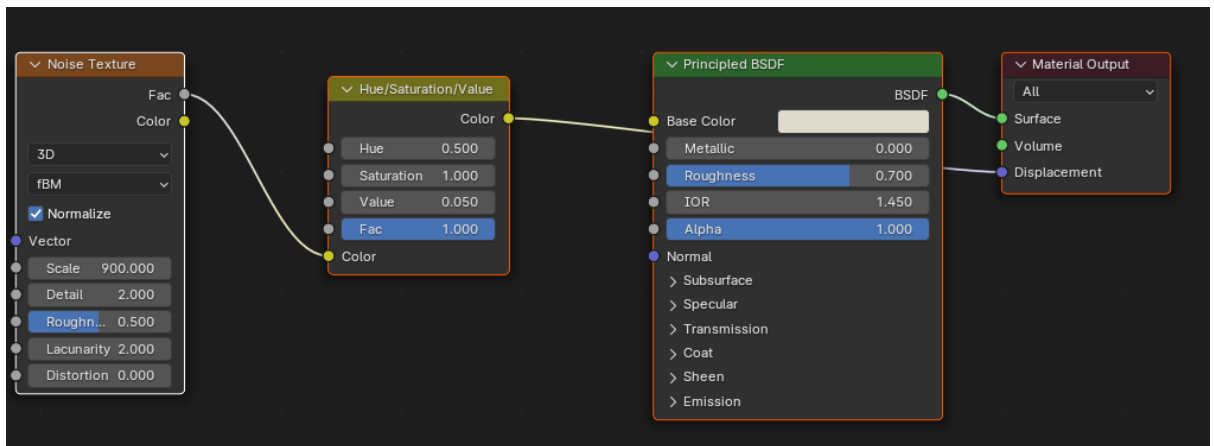 Noise Texture
Fac
Color
3D
fBM
Normalize
Vector
Scale 900.000
Detail 2.000
Roughn... 0.500
Lacunarity 2.000
Distortion 0.000
Hue/Saturation/Value
Color
Hue 0.500
Saturation 1.000
Value 0.050
Fac 1.000
Color
Principled BSDF
BSDF
Base Color
Metallic 0.000
Roughness 0.700
IOR 1.450
Alpha 1.000
Normal
Subsurface
Specular
Transmission
Coat
Sheen
Emission
Material Output
All
Surface
Volume
Displacement